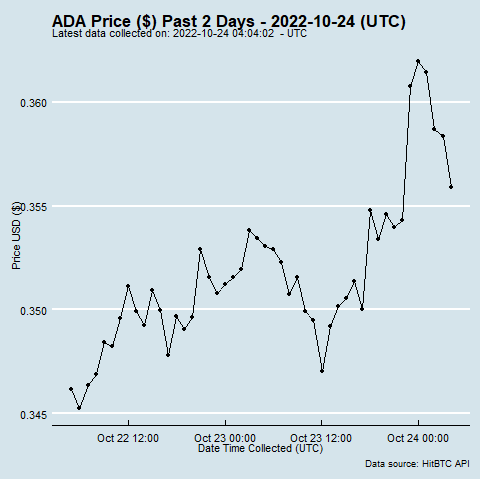 ADA Price ($) Past 2 Days - 2022-10-24 (UTC)
Latest data collected on: 2022-10-24 04:04:02 - UTC
0.360
0.355
0.350
0.345
Price USD ($)
Oct 22 12:00 Oct 23 00:00 Oct 23 12:00 Oct 24 00:00
Date Time Collected (UTC)
Data source: HitBTC API